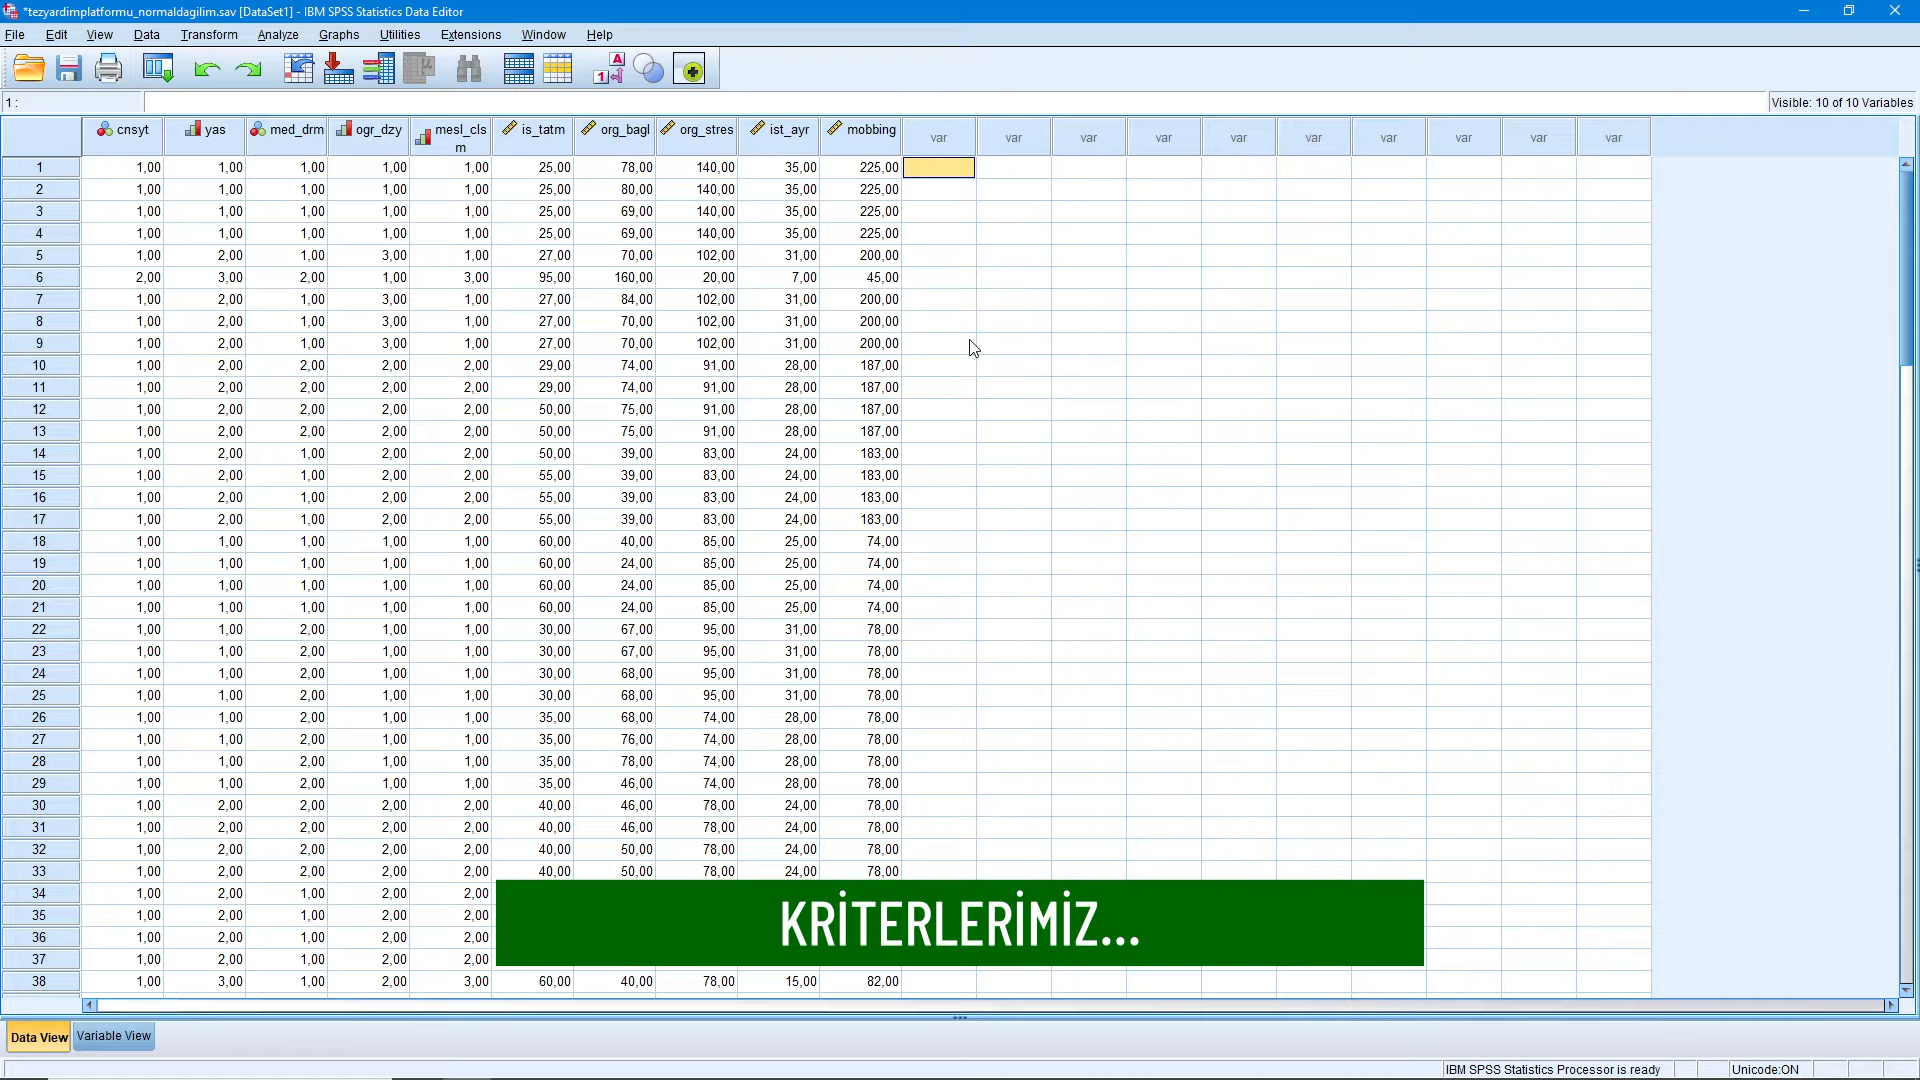 *tezyardimplatformu_normaldagilim.sav [DataSet1] - IBM SPSS Statistics Data Editor
File Edit View Data Transform Analyze Graphs Utilities Extensions Window Help
1 :
Visible: 10 of 10 Variables
cnsyt yas med_drm ogr_dzy mesl_clsm is_tatm org_bagl org_stres ist_ayr mobbing var var var var var var var var var var
1 1,00 1,00 1,00 1,00 1,00 25,00 78,00 140,00 35,00 225,00
2 1,00 1,00 1,00 1,00 1,00 25,00 80,00 140,00 35,00 225,00
3 1,00 1,00 1,00 1,00 1,00 25,00 69,00 140,00 35,00 225,00
4 1,00 1,00 1,00 1,00 1,00 25,00 69,00 140,00 35,00 225,00
5 1,00 2,00 1,00 3,00 1,00 27,00 70,00 102,00 31,00 200,00
6 2,00 3,00 2,00 1,00 3,00 95,00 160,00 20,00 7,00 45,00
7 1,00 2,00 1,00 3,00 1,00 27,00 84,00 102,00 31,00 200,00
8 1,00 2,00 1,00 3,00 1,00 27,00 70,00 102,00 31,00 200,00
9 1,00 2,00 1,00 3,00 1,00 27,00 70,00 102,00 31,00 200,00
10 1,00 2,00 2,00 2,00 2,00 29,00 74,00 91,00 28,00 187,00
11 1,00 2,00 2,00 2,00 2,00 29,00 74,00 91,00 28,00 187,00
12 1,00 2,00 2,00 2,00 2,00 50,00 75,00 91,00 28,00 187,00
13 1,00 2,00 2,00 2,00 2,00 50,00 75,00 91,00 28,00 187,00
14 1,00 2,00 1,00 2,00 2,00 50,00 39,00 83,00 24,00 183,00
15 1,00 2,00 1,00 2,00 2,00 55,00 39,00 83,00 24,00 183,00
16 1,00 2,00 1,00 2,00 2,00 55,00 39,00 83,00 24,00 183,00
17 1,00 2,00 1,00 2,00 2,00 55,00 39,00 83,00 24,00 183,00
18 1,00 1,00 1,00 1,00 1,00 60,00 40,00 85,00 25,00 74,00
19 1,00 1,00 1,00 1,00 1,00 60,00 24,00 85,00 25,00 74,00
20 1,00 1,00 1,00 1,00 1,00 60,00 24,00 85,00 25,00 74,00
21 1,00 1,00 1,00 1,00 1,00 60,00 24,00 85,00 25,00 74,00
22 1,00 1,00 2,00 1,00 1,00 30,00 67,00 95,00 31,00 78,00
23 1,00 1,00 2,00 1,00 1,00 30,00 67,00 95,00 31,00 78,00
24 1,00 1,00 2,00 1,00 1,00 30,00 68,00 95,00 31,00 78,00
25 1,00 1,00 2,00 1,00 1,00 30,00 68,00 95,00 31,00 78,00
26 1,00 1,00 2,00 1,00 1,00 35,00 68,00 74,00 28,00 78,00
27 1,00 1,00 2,00 1,00 1,00 35,00 76,00 74,00 28,00 78,00
28 1,00 1,00 2,00 1,00 1,00 35,00 78,00 74,00 28,00 78,00
29 1,00 1,00 2,00 1,00 1,00 35,00 46,00 74,00 28,00 78,00
30 1,00 2,00 2,00 2,00 2,00 40,00 46,00 78,00 24,00 78,00
31 1,00 2,00 2,00 2,00 2,00 40,00 46,00 78,00 24,00 78,00
32 1,00 2,00 2,00 2,00 2,00 40,00 50,00 78,00 24,00 78,00
33 1,00 2,00 2,00 2,00 2,00 40,00 50,00 78,00 24,00 78,00
34 1,00 2,00 1,00 2,00 2,00
35 1,00 2,00 1,00 2,00 2,00
36 1,00 2,00 1,00 2,00 2,00
37 1,00 2,00 1,00 2,00 2,00
KRİTERLERİMİZ...
38 1,00 3,00 1,00 2,00 3,00 60,00 40,00 78,00 15,00 82,00
Data View Variable View
IBM SPSS Statistics Processor is ready Unicode:ON